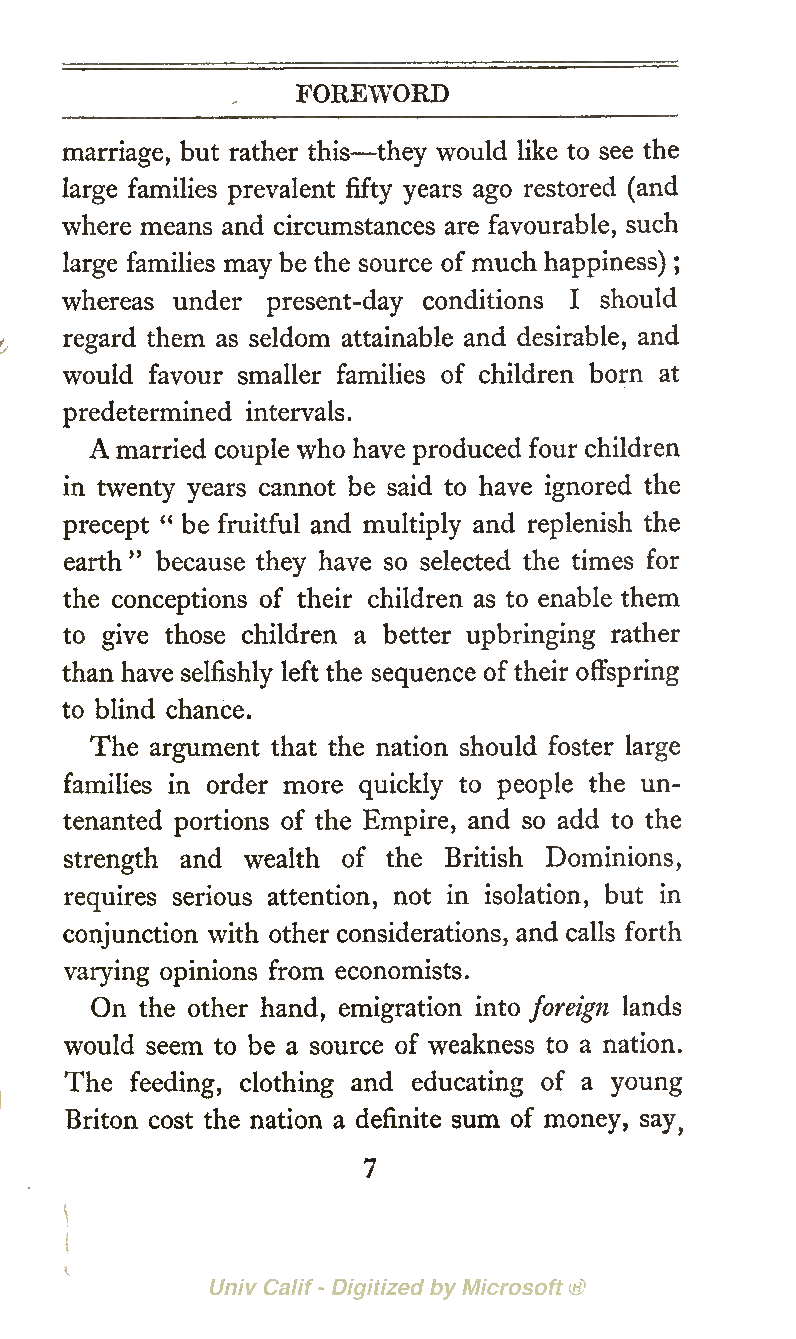 FOREWORD
marriage, but rather this—they would like to see the
large families prevalent fifty years ago restored (and
where means and circumstances are favourable, such
large families may be the source of much happiness) ;
whereas under present-day conditions I should
regard them as seldom attainable and desirable, and
would favour smaller families of children born at
predetermined intervals.
A married couple who have produced four children
in twenty years cannot be said to have ignored the
precept “ be fruitful and multiply and replenish the
earth ” because they have so selected the times for
the conceptions of their children as to enable them
to give those children a better upbringing rather
than have selfishly left the sequence of their offspring
to blind chance.
The argument that the nation should foster large
families in order more quickly to people the un-
tenanted portions of the Empire, and so add to the
strength and wealth of the British Dominions,
requires serious attention, not in isolation, but in
conjunction with other considerations, and calls forth
varying opinions from economists.
On the other hand, emigration into foreign lands
would seem to be a source of weakness to a nation.
The feeding, clothing and educating of a young
Briton cost the nation a definite sum of money, say,
7
Univ Calif - Digitized by Microsoft ®